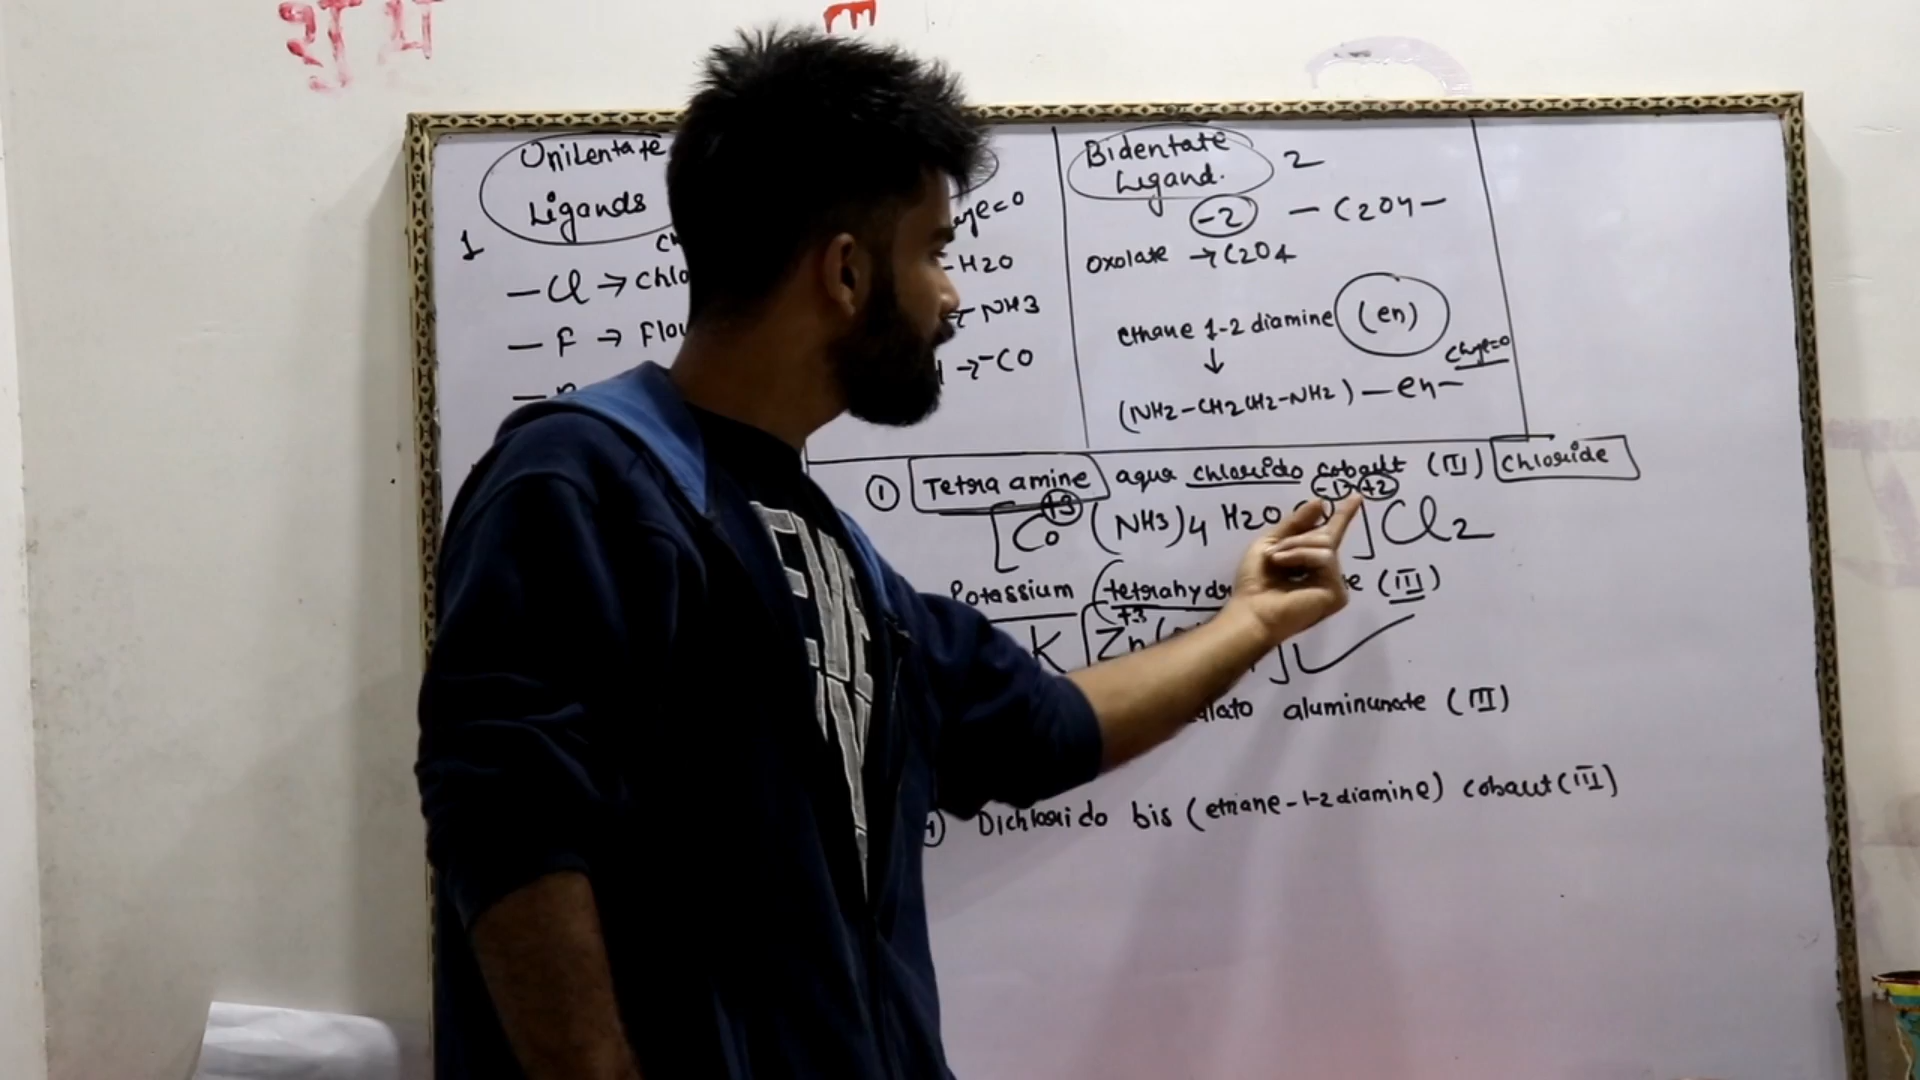 शुभ
Unidentate
Ligands
1
— Cl → Chlo
— F → Flou
charge=0
-H2O
- NH3
→ -CO
Bidentate 2
Ligand.
-2 — C2O4 —
oxolate → C2O4
ethane 1-2 diamine (en)
↓ charge=0
(NH2-CH2CH2-NH2) — en —
① Tetra amine aqua chlorido cobalt (III) Chloride
+3 -1 +2
[Co (NH3)4 H2O ]Cl2
Potassium (tetrahydr (III)
+3
K [Zn ] ✓
alato aluminunate (III)
4) Dichlorido bis (ethane-1-2diamine) cobalt (III)